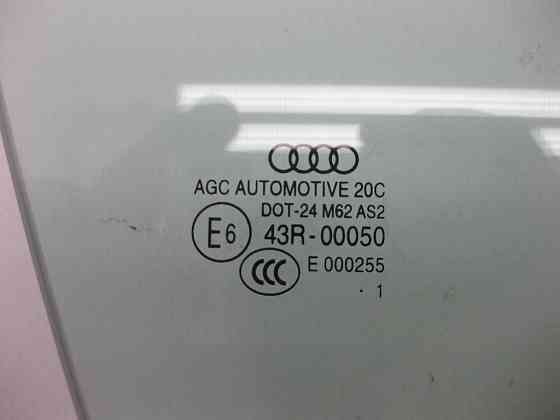 AGC AUTOMOTIVE 20C
DOT-24 M62 AS2
E6 43R-00050
CCC E 000255
. 1